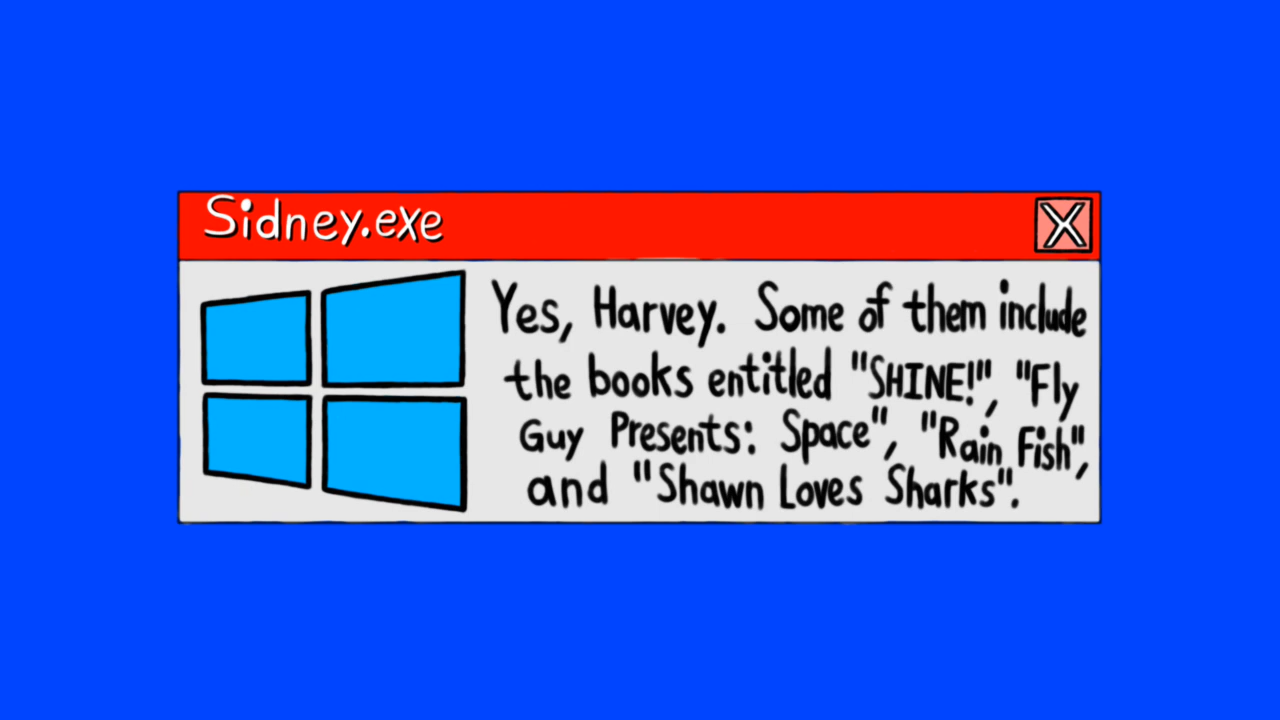 Sidney.exe
X
Yes, Harvey. Some of them include
the books entitled "SHINE!", "Fly
Guy Presents: Space", "Rain Fish",
and "Shawn Loves Sharks".